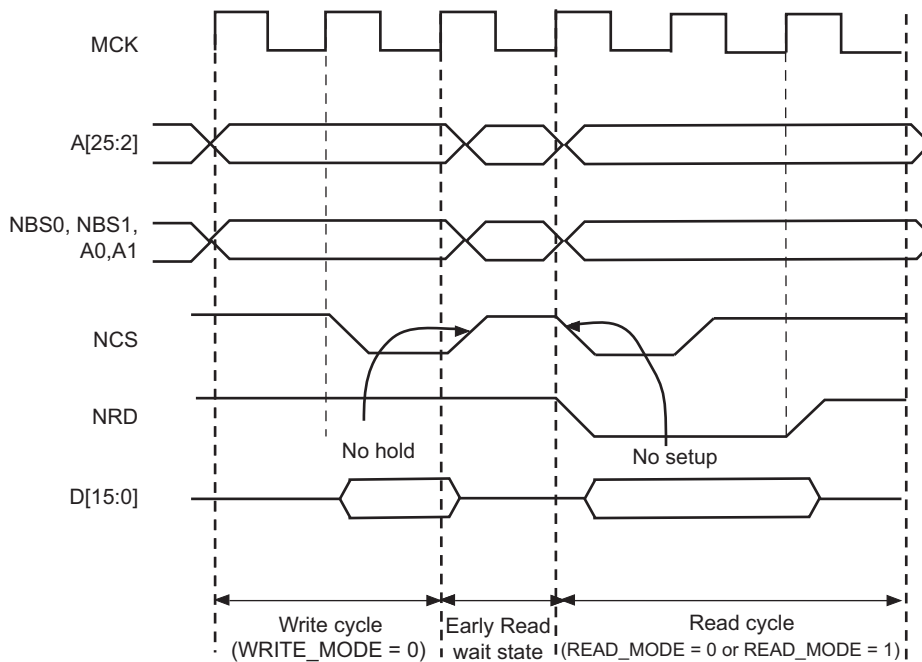 MCK
A[25:2]
NBS0, NBS1,
A0,A1
NCS
NRD
No hold
No setup
D[15:0]
Write cycle
(WRITE_MODE = 0)
Early Read
wait state
Read cycle
(READ_MODE = 0 or READ_MODE = 1)